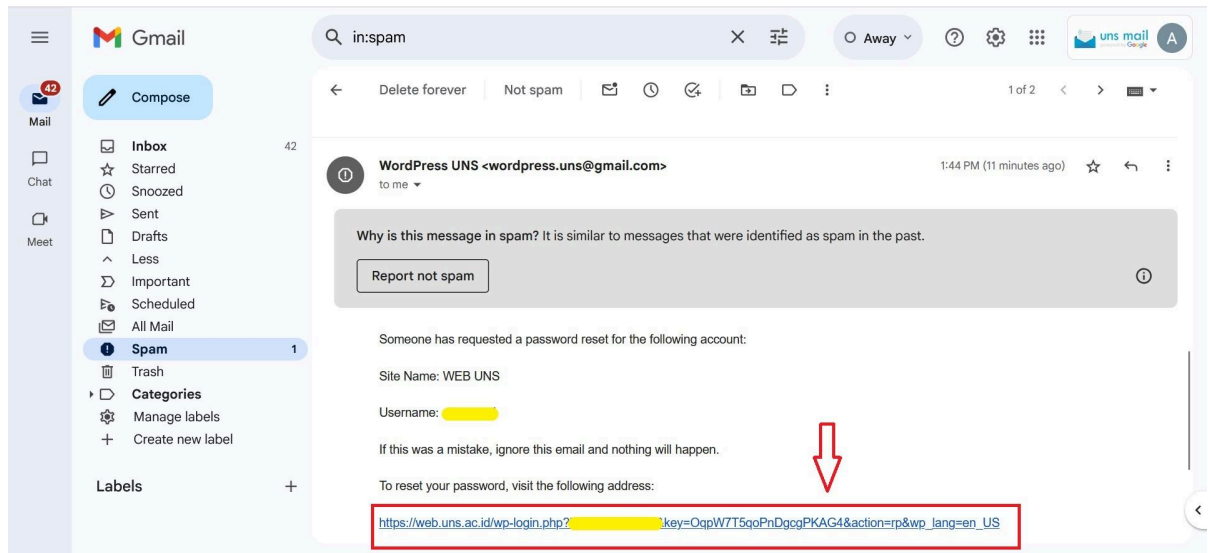 Gmail
in:spam
Away
uns mail
powered by Google
A
42
Mail
Chat
Meet
Compose
Inbox 42
Starred
Snoozed
Sent
Drafts
Less
Important
Scheduled
All Mail
Spam 1
Trash
Categories
Manage labels
Create new label
Labels
Delete forever
Not spam
1 of 2
WordPress UNS <wordpress.uns@gmail.com>
1:44 PM (11 minutes ago)
to me
Why is this message in spam? It is similar to messages that were identified as spam in the past.
Report not spam
Someone has requested a password reset for the following account:
Site Name: WEB UNS
Username:
If this was a mistake, ignore this email and nothing will happen.
To reset your password, visit the following address:
https://web.uns.ac.id/wp-login.php? key=OqpW7T5qoPnDgcgPKAG4&action=rp&wp_lang=en_US